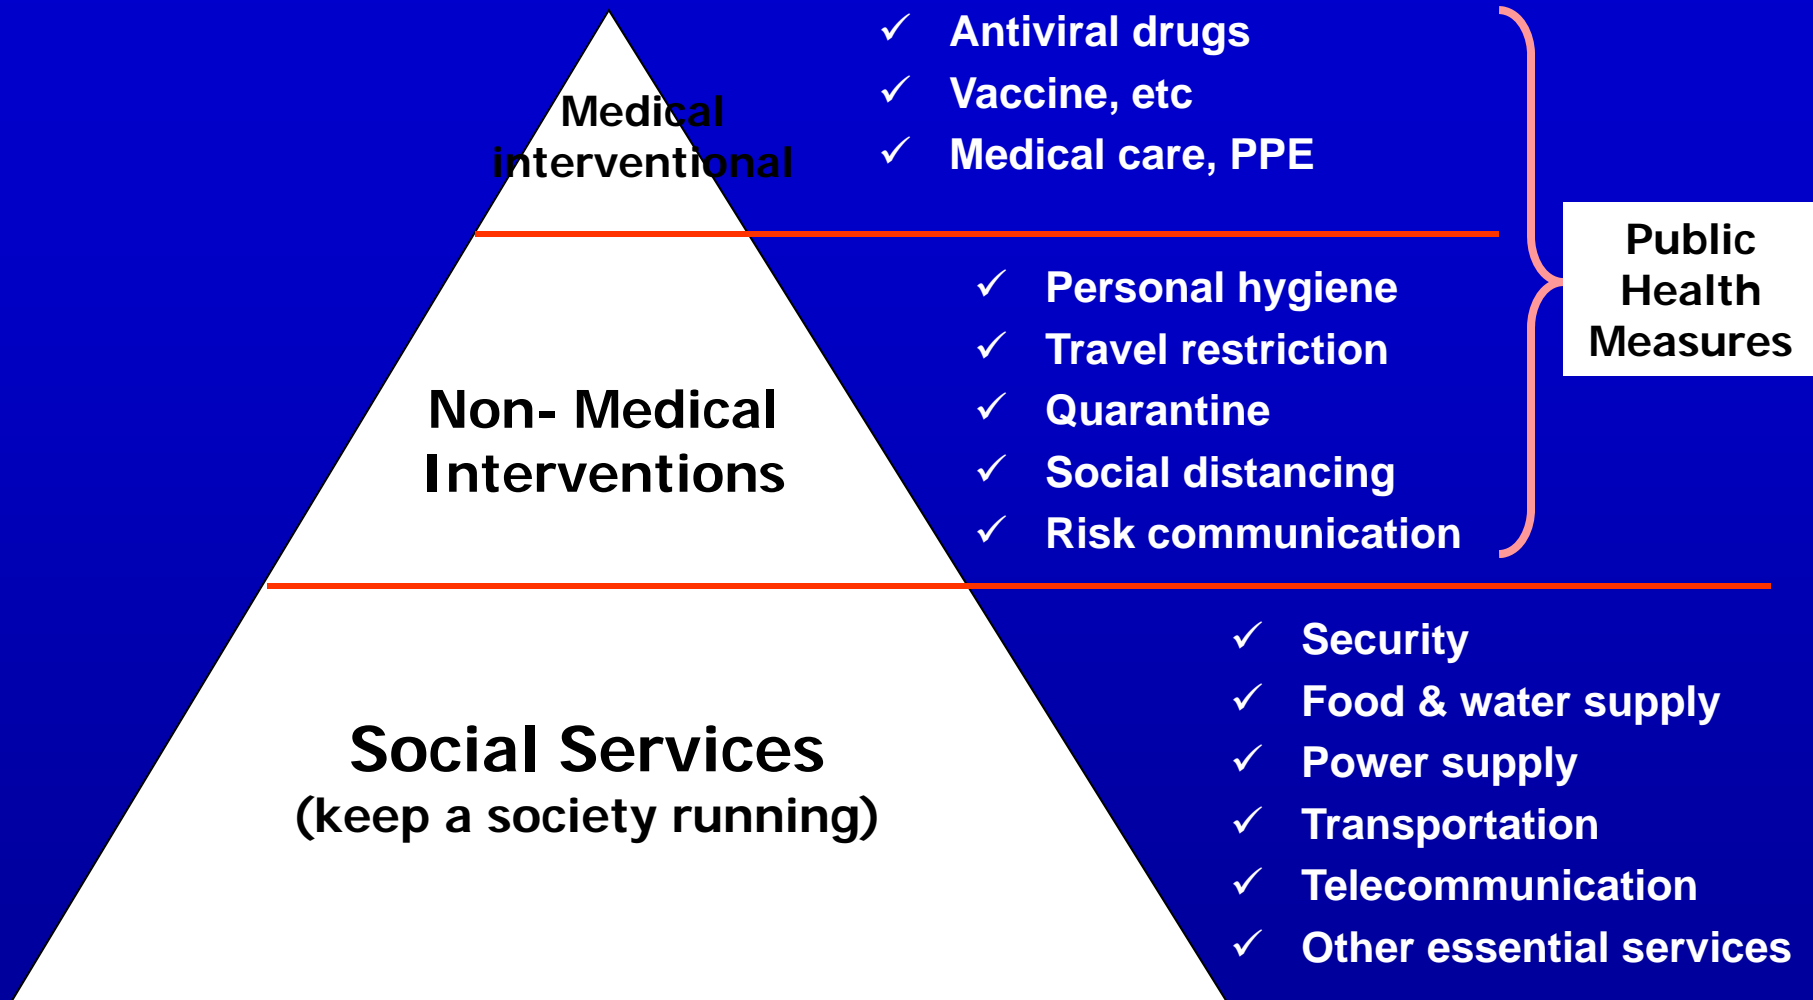 Medical
interventional
✓ Antiviral drugs
✓ Vaccine, etc
✓ Medical care, PPE
Non- Medical
Interventions
✓ Personal hygiene
✓ Travel restriction
✓ Quarantine
✓ Social distancing
✓ Risk communication
Public
Health
Measures
Social Services
(keep a society running)
✓ Security
✓ Food & water supply
✓ Power supply
✓ Transportation
✓ Telecommunication
✓ Other essential services